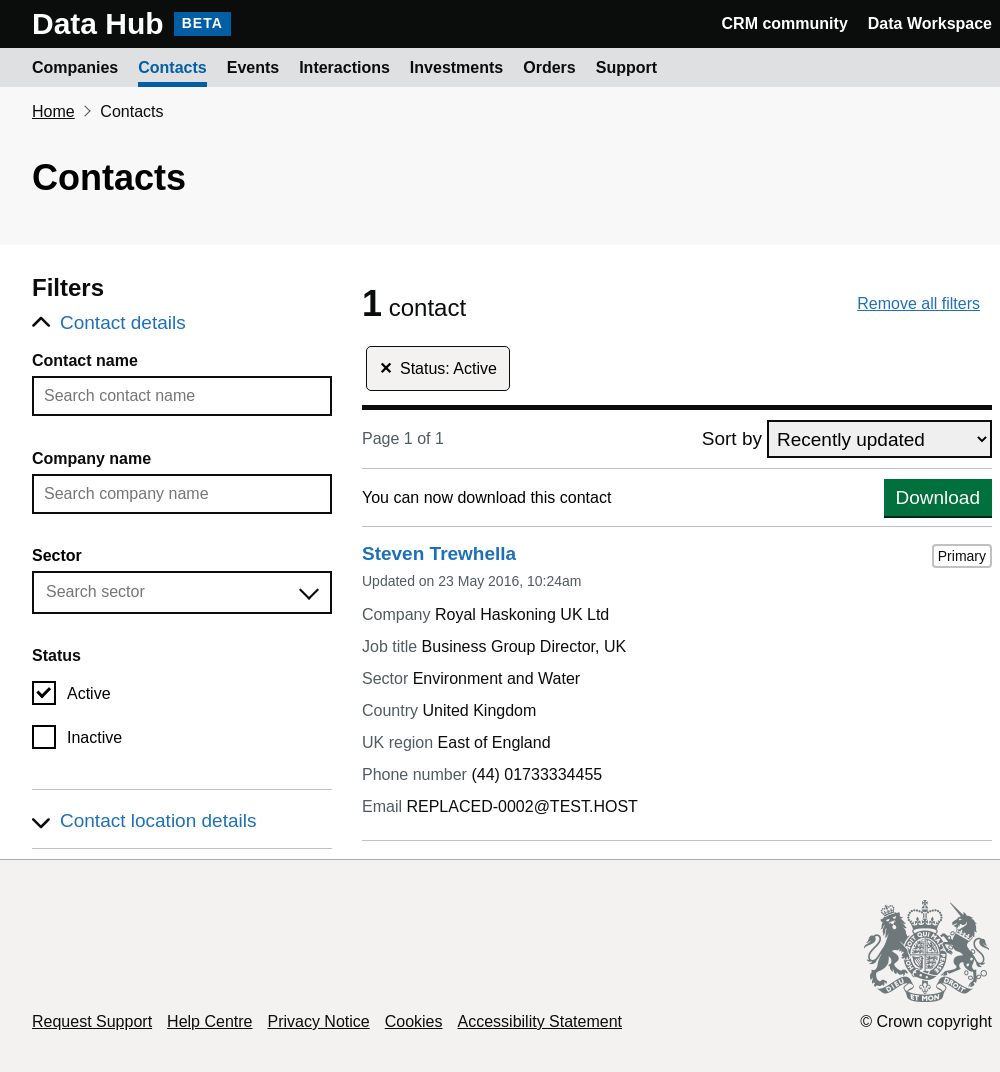 Data Hub BETA CRM community Data Workspace
Companies Contacts Events Interactions Investments Orders Support
Home Contacts
Contacts
Filters
Contact details
Contact name
Search contact name
Company name
Search company name
Sector
Search sector
Status
Active
Inactive
Contact location details
1 contact Remove all filters
✕ Status: Active
Page 1 of 1 Sort by Recently updated
You can now download this contact Download
Steven Trewhella Primary
Updated on 23 May 2016, 10:24am
Company Royal Haskoning UK Ltd
Job title Business Group Director, UK
Sector Environment and Water
Country United Kingdom
UK region East of England
Phone number (44) 01733334455
Email REPLACED-0002@TEST.HOST
DIEU ET MON DROIT
Request Support Help Centre Privacy Notice Cookies Accessibility Statement © Crown copyright